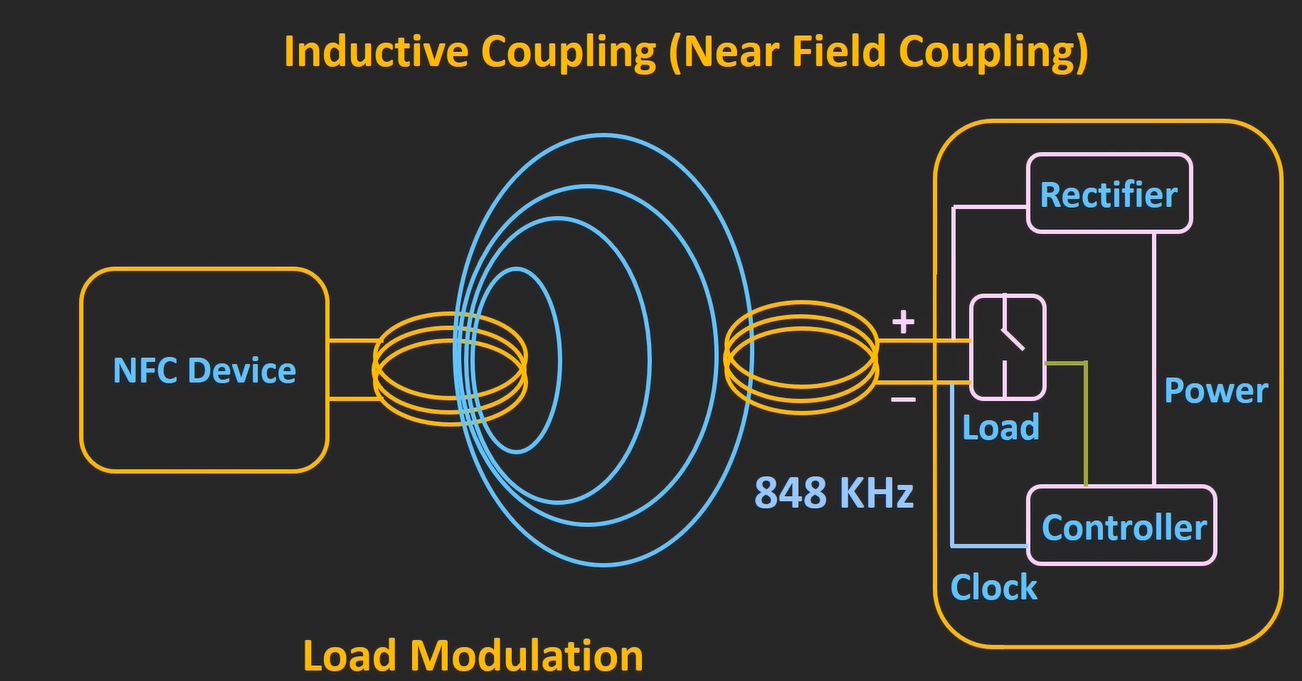 Inductive Coupling (Near Field Coupling)
Rectifier
NFC Device
+
–
Load
Power
848 KHz
Controller
Clock
Load Modulation